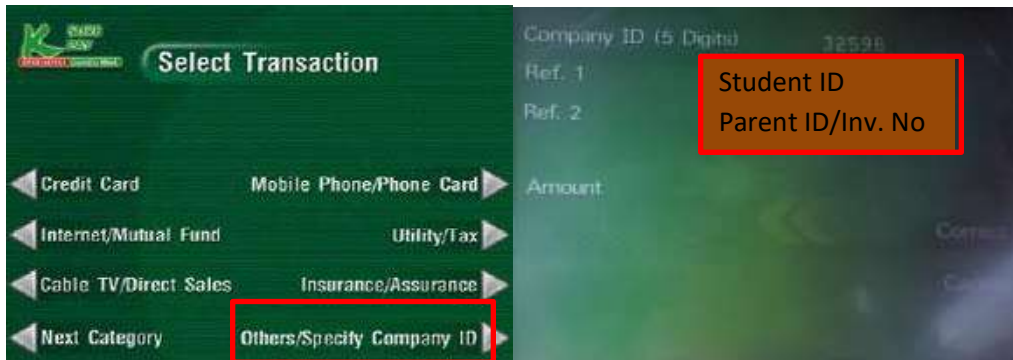 Select Transaction
Credit Card
Mobile Phone/Phone Card
Internet/Mutual Fund
Utility/Tax
Cable TV/Direct Sales
Insurance/Assurance
Next Category
Others/Specify Company ID
Company ID (5 Digits) 32596
Ref. 1
Student ID
Ref. 2
Parent ID/Inv. No
Amount